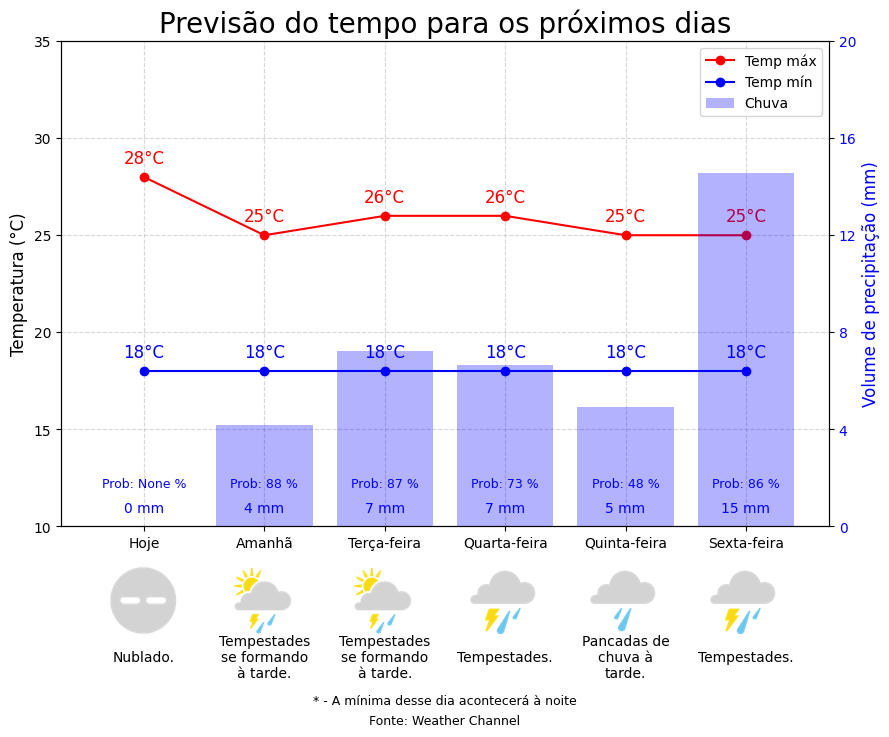 Previsão do tempo para os próximos dias
35
30
25
20
15
10
Temperatura (°C)
20
16
12
8
4
0
Volume de precipitação (mm)
Temp máx
Temp mín
Chuva
28°C
25°C
26°C
26°C
25°C
25°C
18°C
18°C
18°C
18°C
18°C
18°C
Prob: None %
Prob: 88 %
Prob: 87 %
Prob: 73 %
Prob: 48 %
Prob: 86 %
0 mm
4 mm
7 mm
7 mm
5 mm
15 mm
Hoje
Amanhã
Terça-feira
Quarta-feira
Quinta-feira
Sexta-feira
Nublado.
Tempestades
se formando
à tarde.
Tempestades
se formando
à tarde.
Tempestades.
Pancadas de
chuva à
tarde.
Tempestades.
* - A mínima desse dia acontecerá à noite
Fonte: Weather Channel